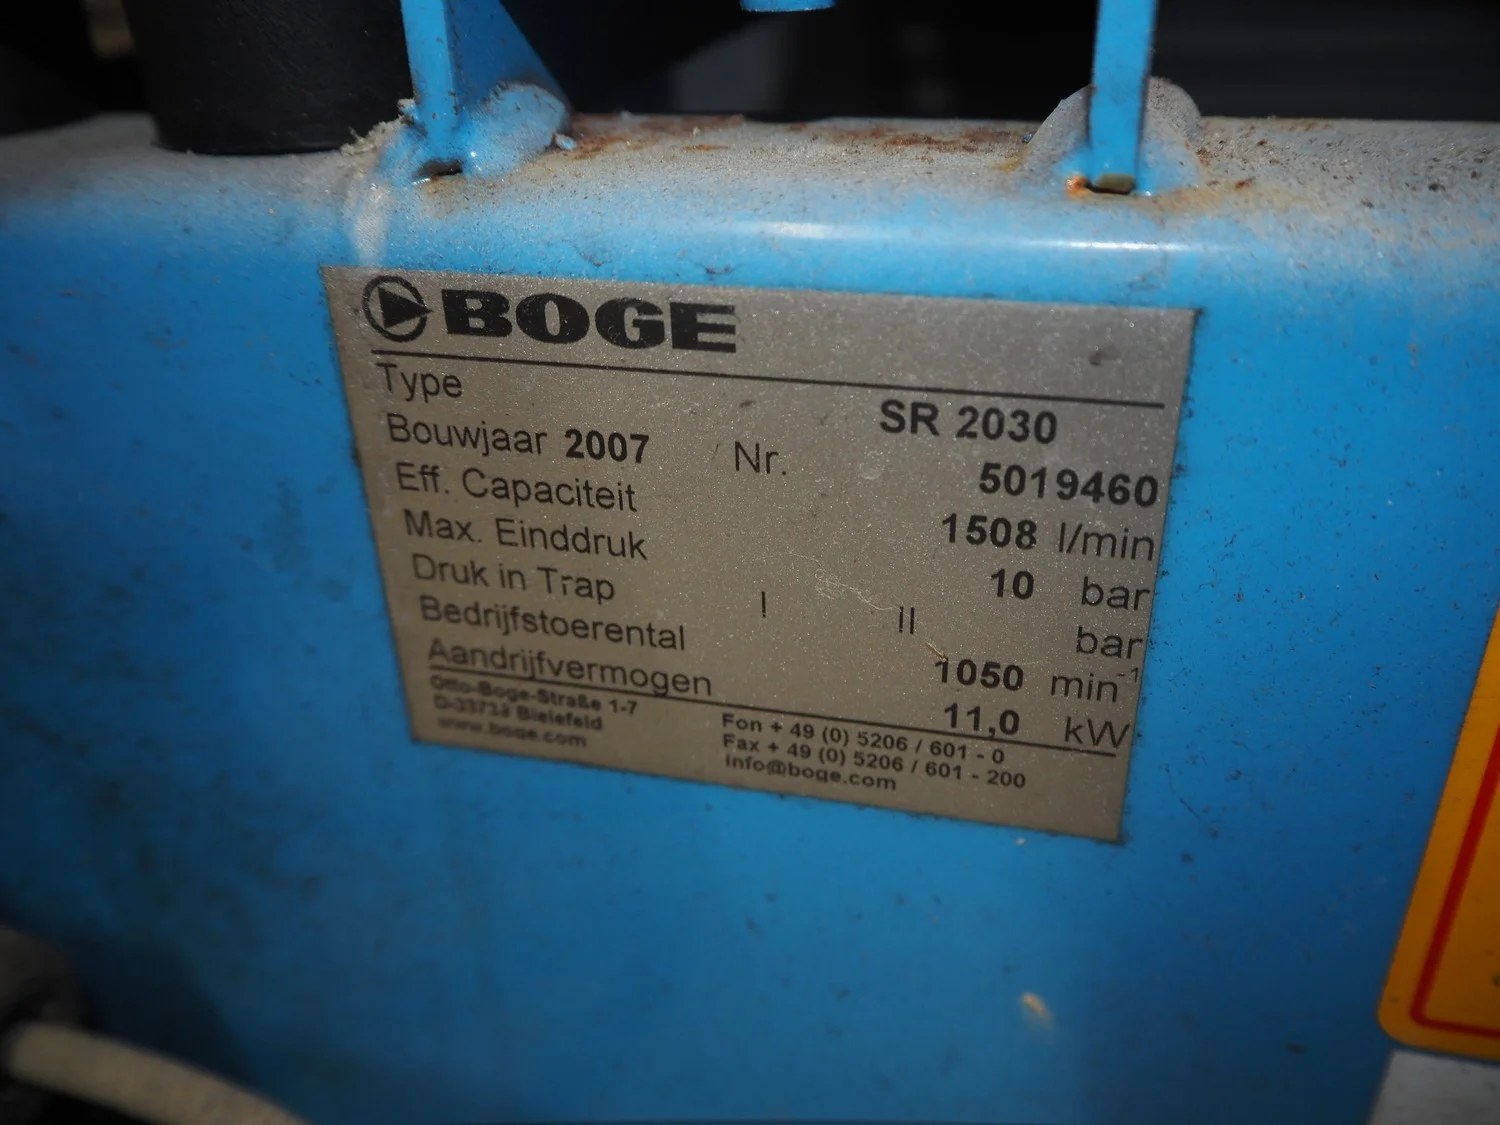 BOGE
Type SR 2030
Bouwjaar 2007 Nr. 5019460
Eff. Capaciteit 1508 l/min
Max. Einddruk 10 bar
Druk in Trap I II bar
Bedrijfstoerental 1050 min⁻¹
Aandrijfvermogen 11,0 kW
Otto-Boge-Straße 1-7
D-33739 Bielefeld
www.boge.com
Fon + 49 (0) 5206 / 601 - 0
Fax + 49 (0) 5206 / 601 - 200
info@boge.com